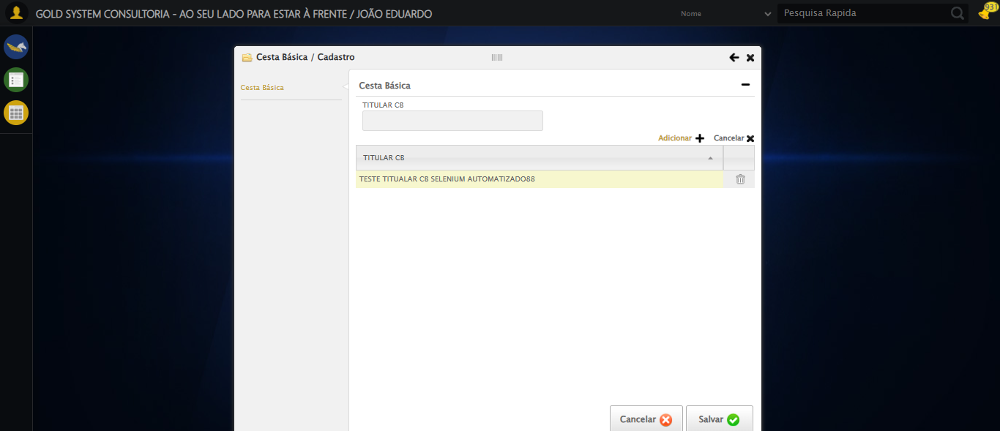 GOLD SYSTEM CONSULTORIA - AO SEU LADO PARA ESTAR À FRENTE / JOÃO EDUARDO
Nome
Pesquisa Rapida
931
Cesta Básica / Cadastro
Cesta Básica
Cesta Básica
TITULAR CB
Adicionar
Cancelar
TITULAR CB
TESTE TITUALAR CB SELENIUM AUTOMATIZADO88
Cancelar
Salvar